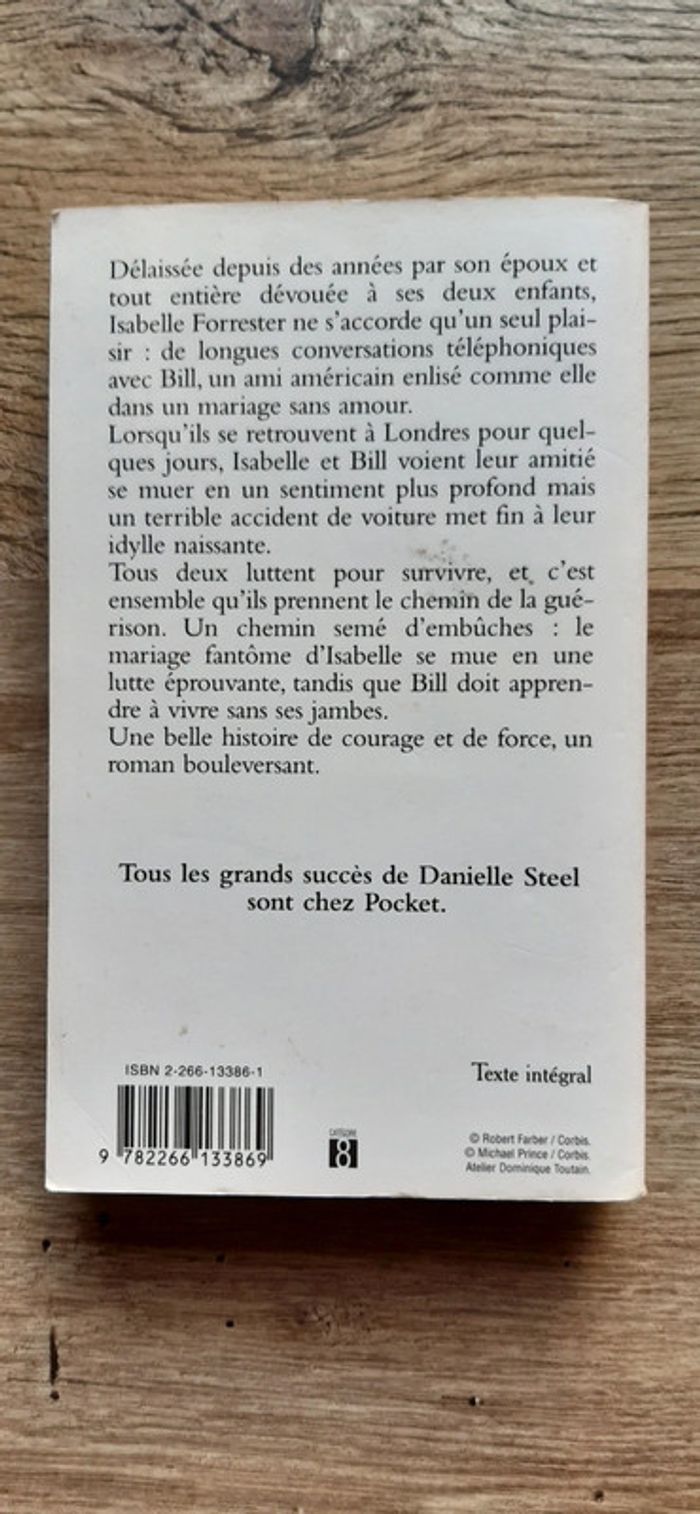 Délaissée depuis des années par son époux et
tout entière dévouée à ses deux enfants,
Isabelle Forrester ne s'accorde qu'un seul plai-
sir : de longues conversations téléphoniques
avec Bill, un ami américain enlisé comme elle
dans un mariage sans amour.
Lorsqu'ils se retrouvent à Londres pour quel-
ques jours, Isabelle et Bill voient leur amitié
se muer en un sentiment plus profond mais
un terrible accident de voiture met fin à leur
idylle naissante.
Tous deux luttent pour survivre, et c'est
ensemble qu'ils prennent le chemin de la gué-
rison. Un chemin semé d'embûches : le
mariage fantôme d'Isabelle se mue en une
lutte éprouvante, tandis que Bill doit appren-
dre à vivre sans ses jambes.
Une belle histoire de courage et de force, un
roman bouleversant.
Tous les grands succès de Danielle Steel
sont chez Pocket.
ISBN 2-266-13386-1
9 782266 133869
CATÉGORIE
8
Texte intégral
© Robert Farber / Corbis.
© Michael Prince / Corbis.
Atelier Dominique Toutain.